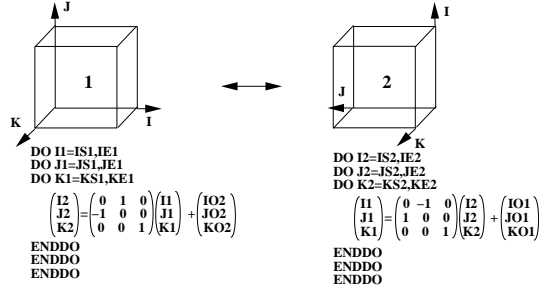 J
1
I
K
DO I1=IS1,IE1
DO J1=JS1,JE1
DO K1=KS1,KE1
(I2) = ( 0 1 0) (I1) + (IO2)
(J2) = (−1 0 0) (J1) + (JO2)
(K2) = ( 0 0 1) (K1) + (KO2)
ENDDO
ENDDO
ENDDO
I
2
J
K
DO I2=IS2,IE2
DO J2=JS2,JE2
DO K2=KS2,KE2
(I1) = (0 −1 0) (I2) + (IO1)
(J1) = (1 0 0) (J2) + (JO1)
(K1) = (0 0 1) (K2) + (KO1)
ENDDO
ENDDO
ENDDO